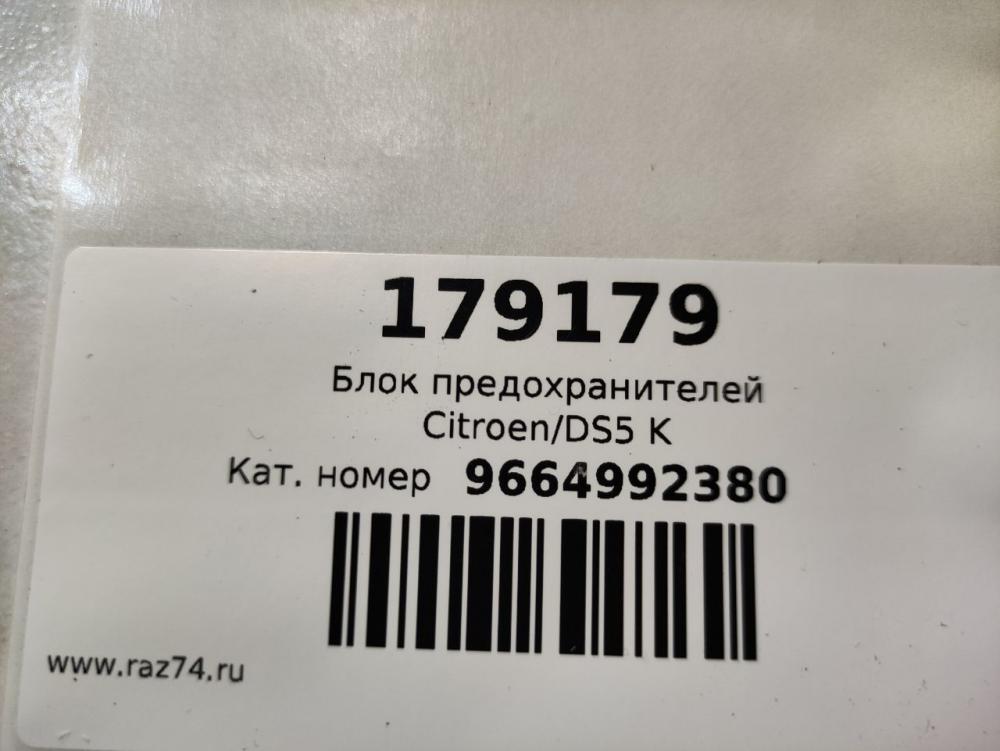 179179
Блок предохранителей
Citroen/DS5 K
Кат. номер 9664992380
www.raz74.ru